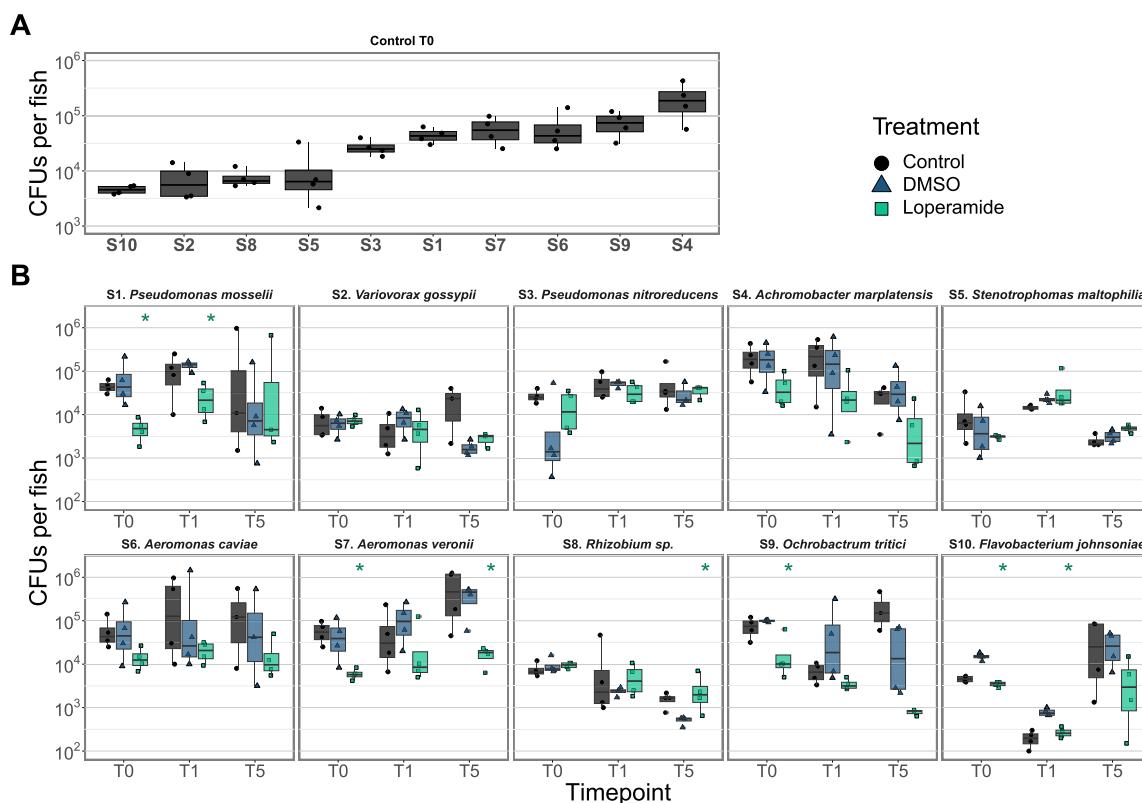 A
Control T0
CFUs per fish
10⁶
10⁵
10⁴
10³
S10 S2 S8 S5 S3 S1 S7 S6 S9 S4
Treatment
Control
DMSO
Loperamide
B
CFUs per fish
S1. Pseudomonas mosselii
S2. Variovorax gossypii
S3. Pseudomonas nitroreducens
S4. Achromobacter marplatensis
S5. Stenotrophomas maltophilia
* *
10⁶
10⁵
10⁴
10³
10²
T0 T1 T5 T0 T1 T5 T0 T1 T5 T0 T1 T5 T0 T1 T5
S6. Aeromonas caviae
S7. Aeromonas veronii
S8. Rhizobium sp.
S9. Ochrobactrum tritici
S10. Flavobacterium johnsoniae
* * * * * *
10⁶
10⁵
10⁴
10³
10²
T0 T1 T5 T0 T1 T5 T0 T1 T5 T0 T1 T5 T0 T1 T5
Timepoint